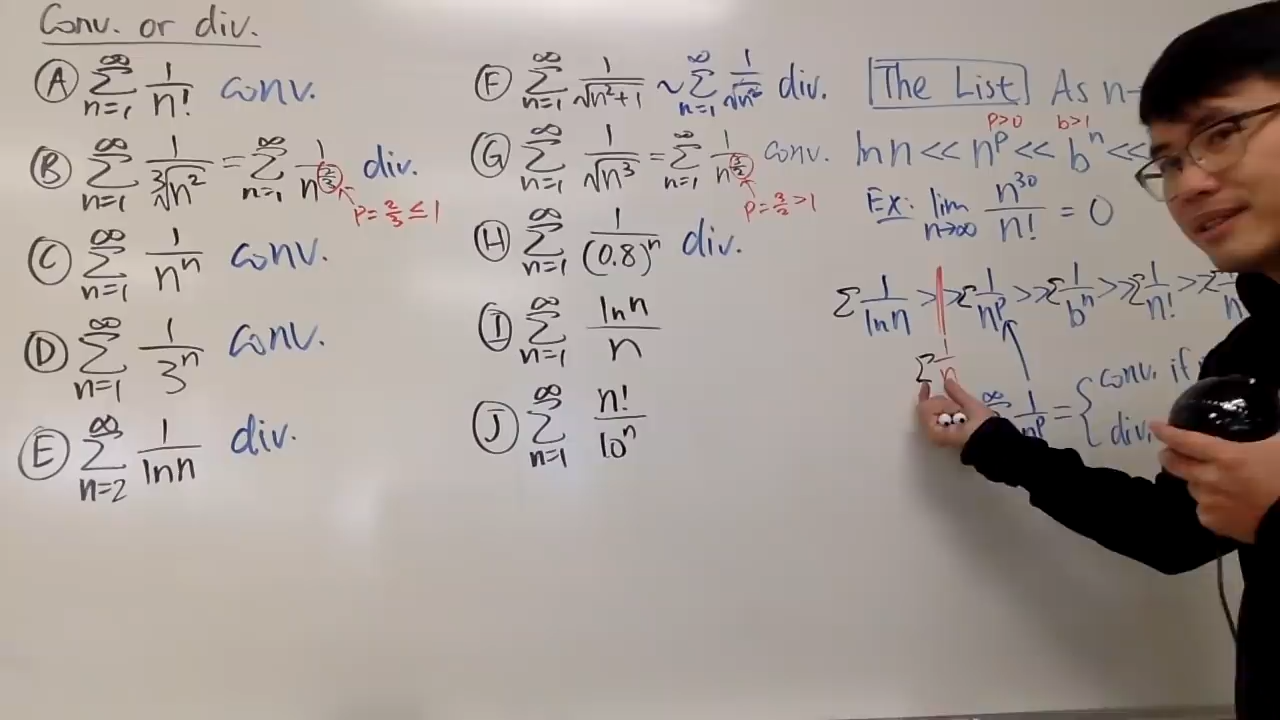 Conv. or div.
Ⓐ ∑_{n=1}^{∞} 1/n! conv.
Ⓑ ∑_{n=1}^{∞} 1/∛(n²) = ∑_{n=1}^{∞} 1/n^{2/3} div.
p = 2/3 ≤ 1
Ⓒ ∑_{n=1}^{∞} 1/n^n conv.
Ⓓ ∑_{n=1}^{∞} 1/3^n conv.
Ⓔ ∑_{n=2}^{∞} 1/ln n div.
Ⓕ ∑_{n=1}^{∞} 1/√(n²+1) ~ ∑_{n=1}^{∞} 1/√(n²) div.
Ⓖ ∑_{n=1}^{∞} 1/√(n³) = ∑_{n=1}^{∞} 1/n^{3/2} conv.
p = 3/2 > 1
Ⓗ ∑_{n=1}^{∞} 1/(0.8)^n div.
Ⓘ ∑_{n=1}^{∞} ln n/n
Ⓙ ∑_{n=1}^{∞} n!/10^n
The List As n
p>0 b>1
ln n << n^p << b^n <<
Ex: lim_{n→∞} n^{30}/n! = 0
∑ 1/ln n >> ∑ 1/n^p >> ∑ 1/b^n >> ∑ 1/n! >> ∑
∑ 1/n
∞ 1/n^p = { conv. if
div.